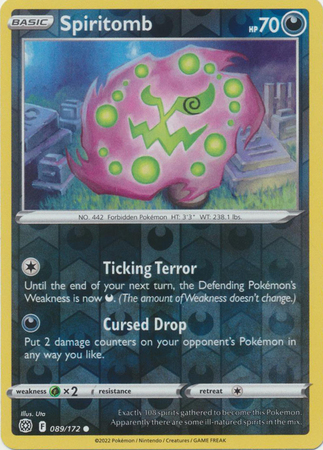 BASIC Spiritomb HP 70
NO. 442 Forbidden Pokémon HT: 3'3" WT: 238.1 lbs.
Ticking Terror
Until the end of your next turn, the Defending Pokémon's
Weakness is now . (The amount of Weakness doesn't change.)
Cursed Drop
Put 2 damage counters on your opponent's Pokémon in
any way you like.
weakness ×2 resistance retreat
Illus. Uta
F 089/172
Exactly 108 spirits gathered to become this Pokémon.
Apparently there are some ill-natured spirits in the mix.
©2022 Pokémon / Nintendo / Creatures / GAME FREAK